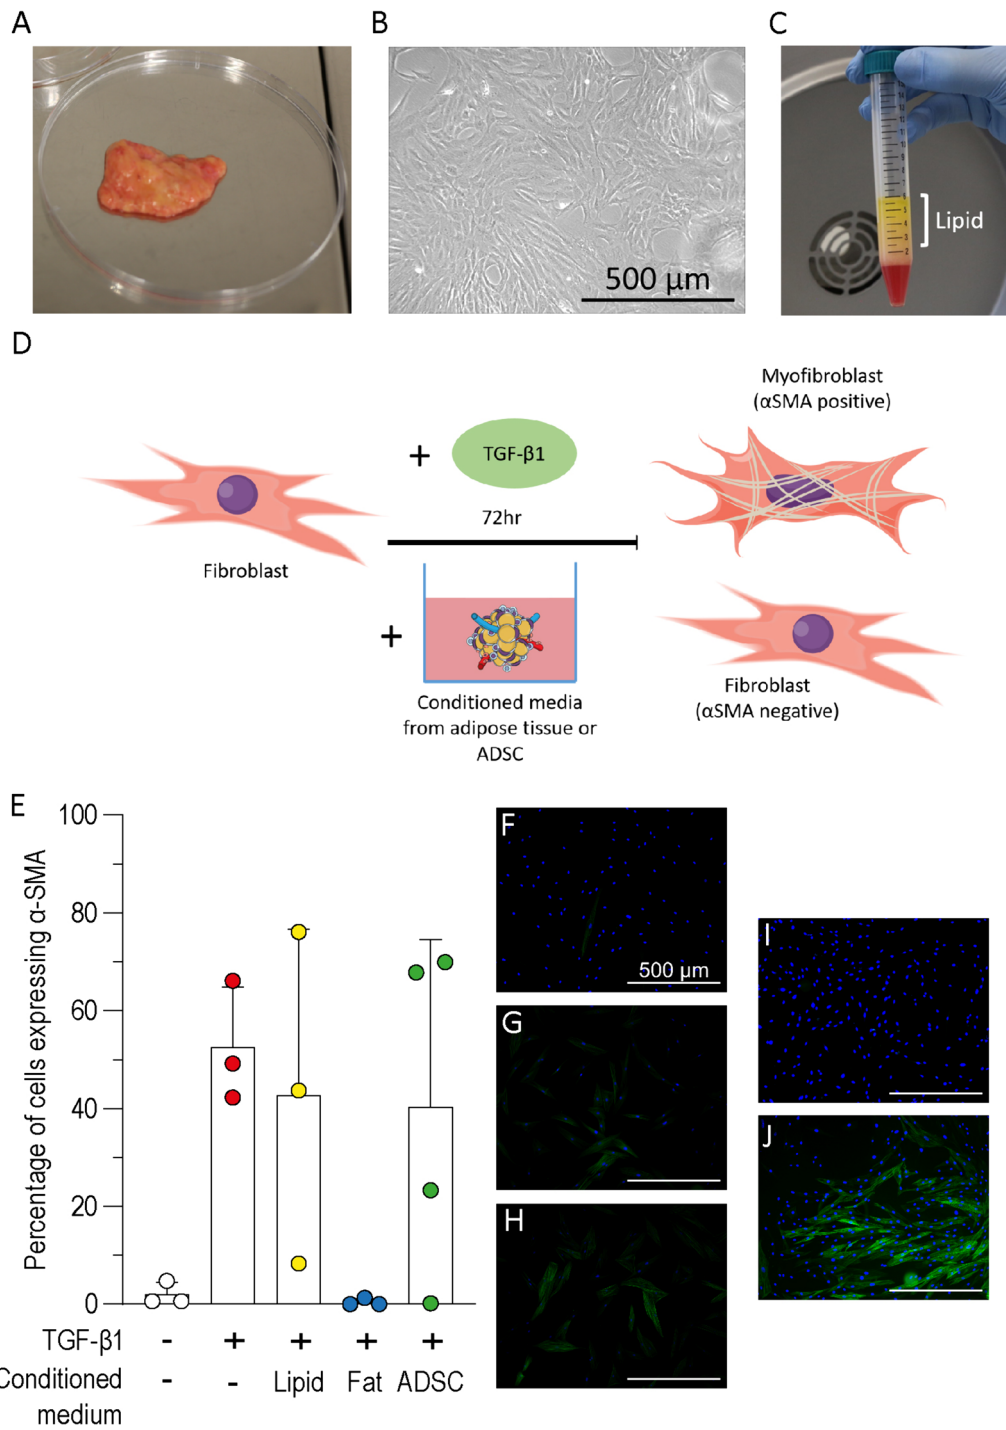 A
B
C
500 µm
Lipid
D
Myofibroblast
(αSMA positive)
+
TGF-β1
72hr
Fibroblast
+
Conditioned media
from adipose tissue or
ADSC
Fibroblast
(αSMA negative)
E
Percentage of cells expressing α-SMA
100
80
60
40
20
0
TGF-β1 - + + + +
Conditioned
medium
- - Lipid Fat ADSC
F
500 µm
G
H
I
J